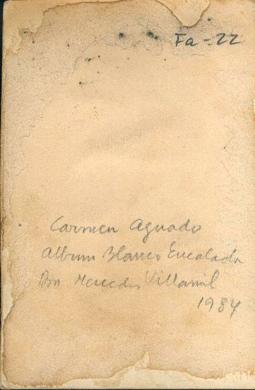 Fa-22
Carmen Aguado
Album Blanco Encalada
Don Mercedes Villamil
1984